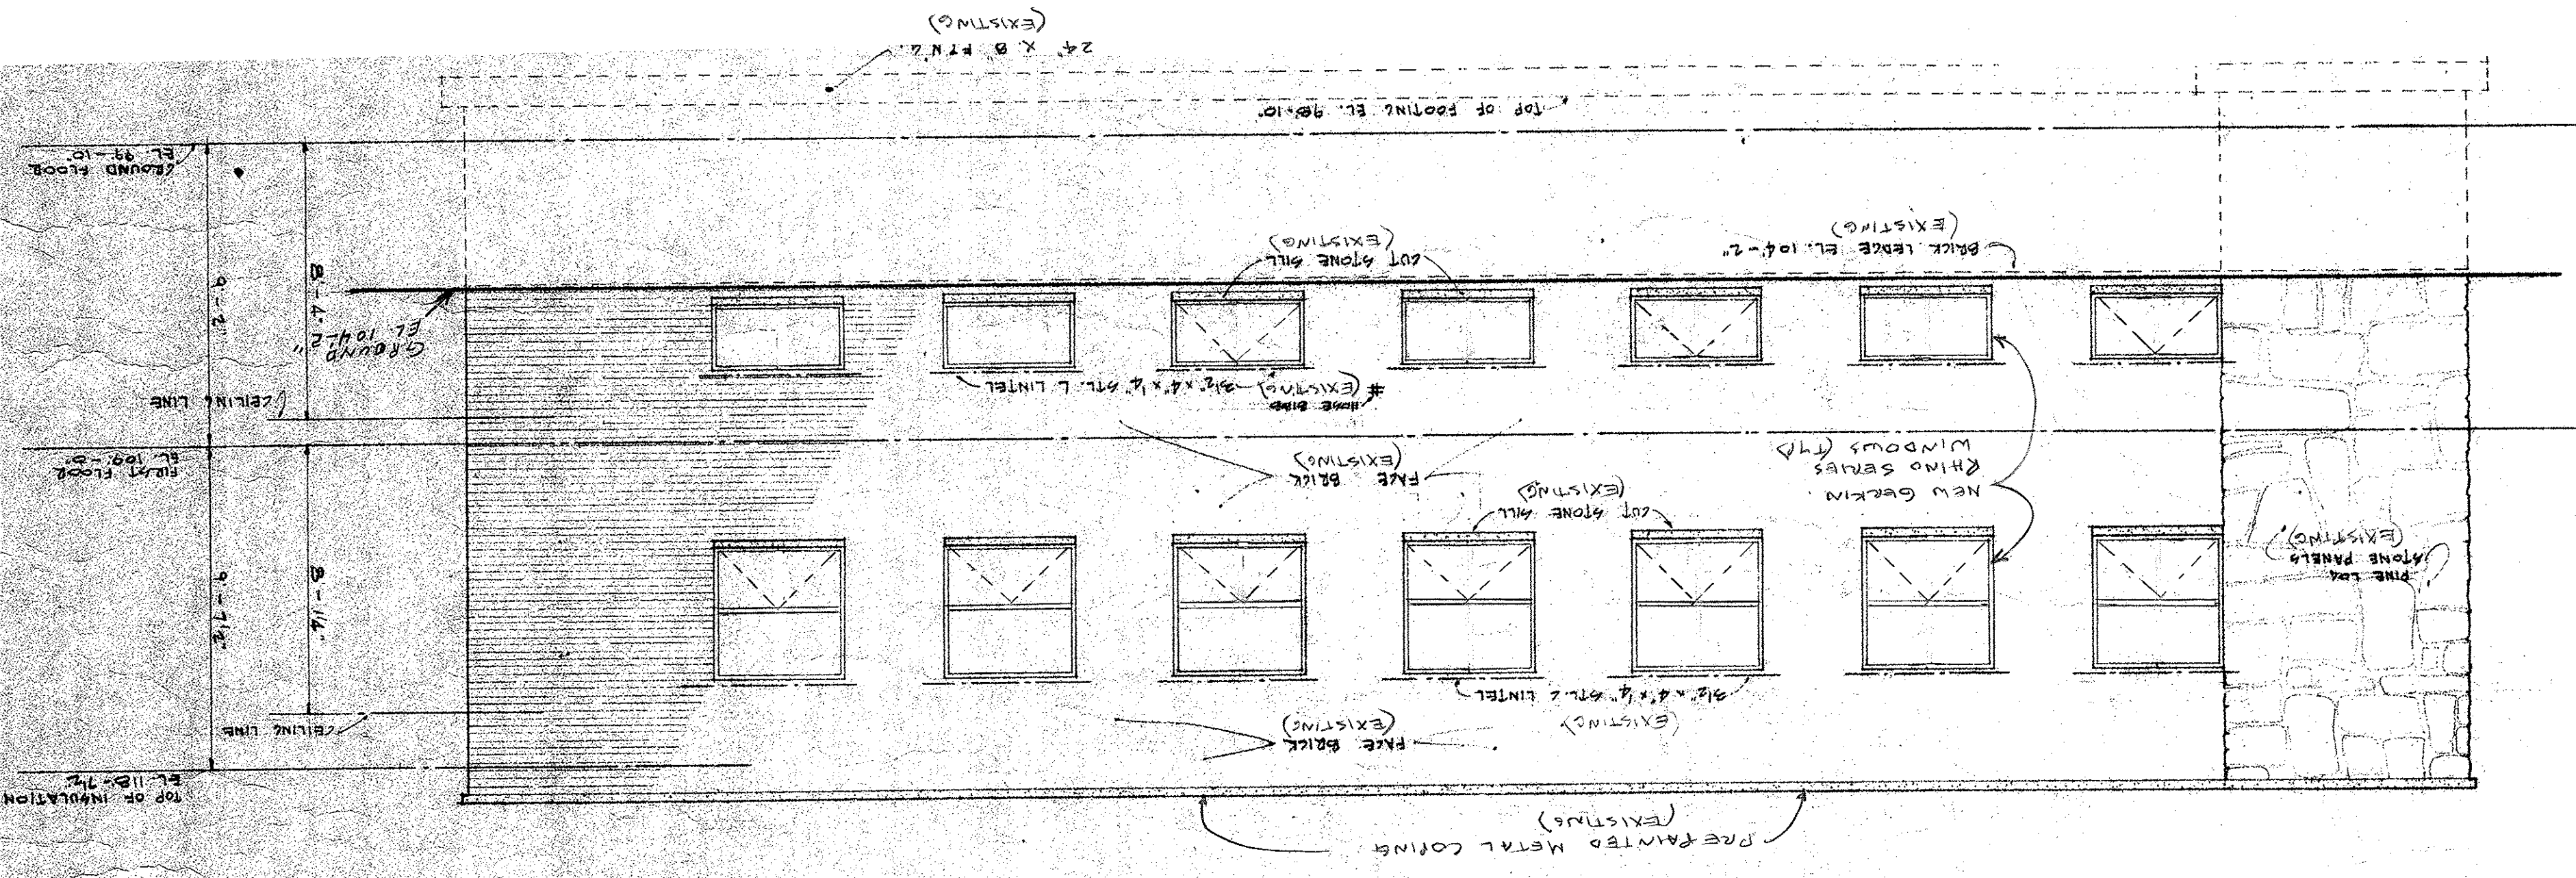 PREPAINTED METAL COPING
(EXISTING)
TOP OF INSULATION
EL. 118'-7½"
CEILING LINE
FACE BRICK
(EXISTING)
(EXISTING)
3½" x 4" x ¼" STL. L LINTEL
PINE LOG
STONE PANELS
(EXISTING)
9'-7½"
8'-1¼"
CUT STONE SILL
(EXISTING)
NEW GERKIN
RHINO SERIES
WINDOWS (TYP)
FACE BRICK
(EXISTING)
FIRST FLOOR
EL. 109'-0"
CEILING LINE
HOSE BIBB
(EXISTING)
3½" x 4" x ¼" STL. L LINTEL
GROUND
EL. 104'-2"
9'-2"
8'-4"
BRICK LEDGE EL. 104'-2"
(EXISTING)
CUT STONE SILL
(EXISTING)
GROUND FLOOR
EL. 99'-10"
TOP OF FOOTING EL. 98'-10"
24" X 8" FTNG.
(EXISTING)